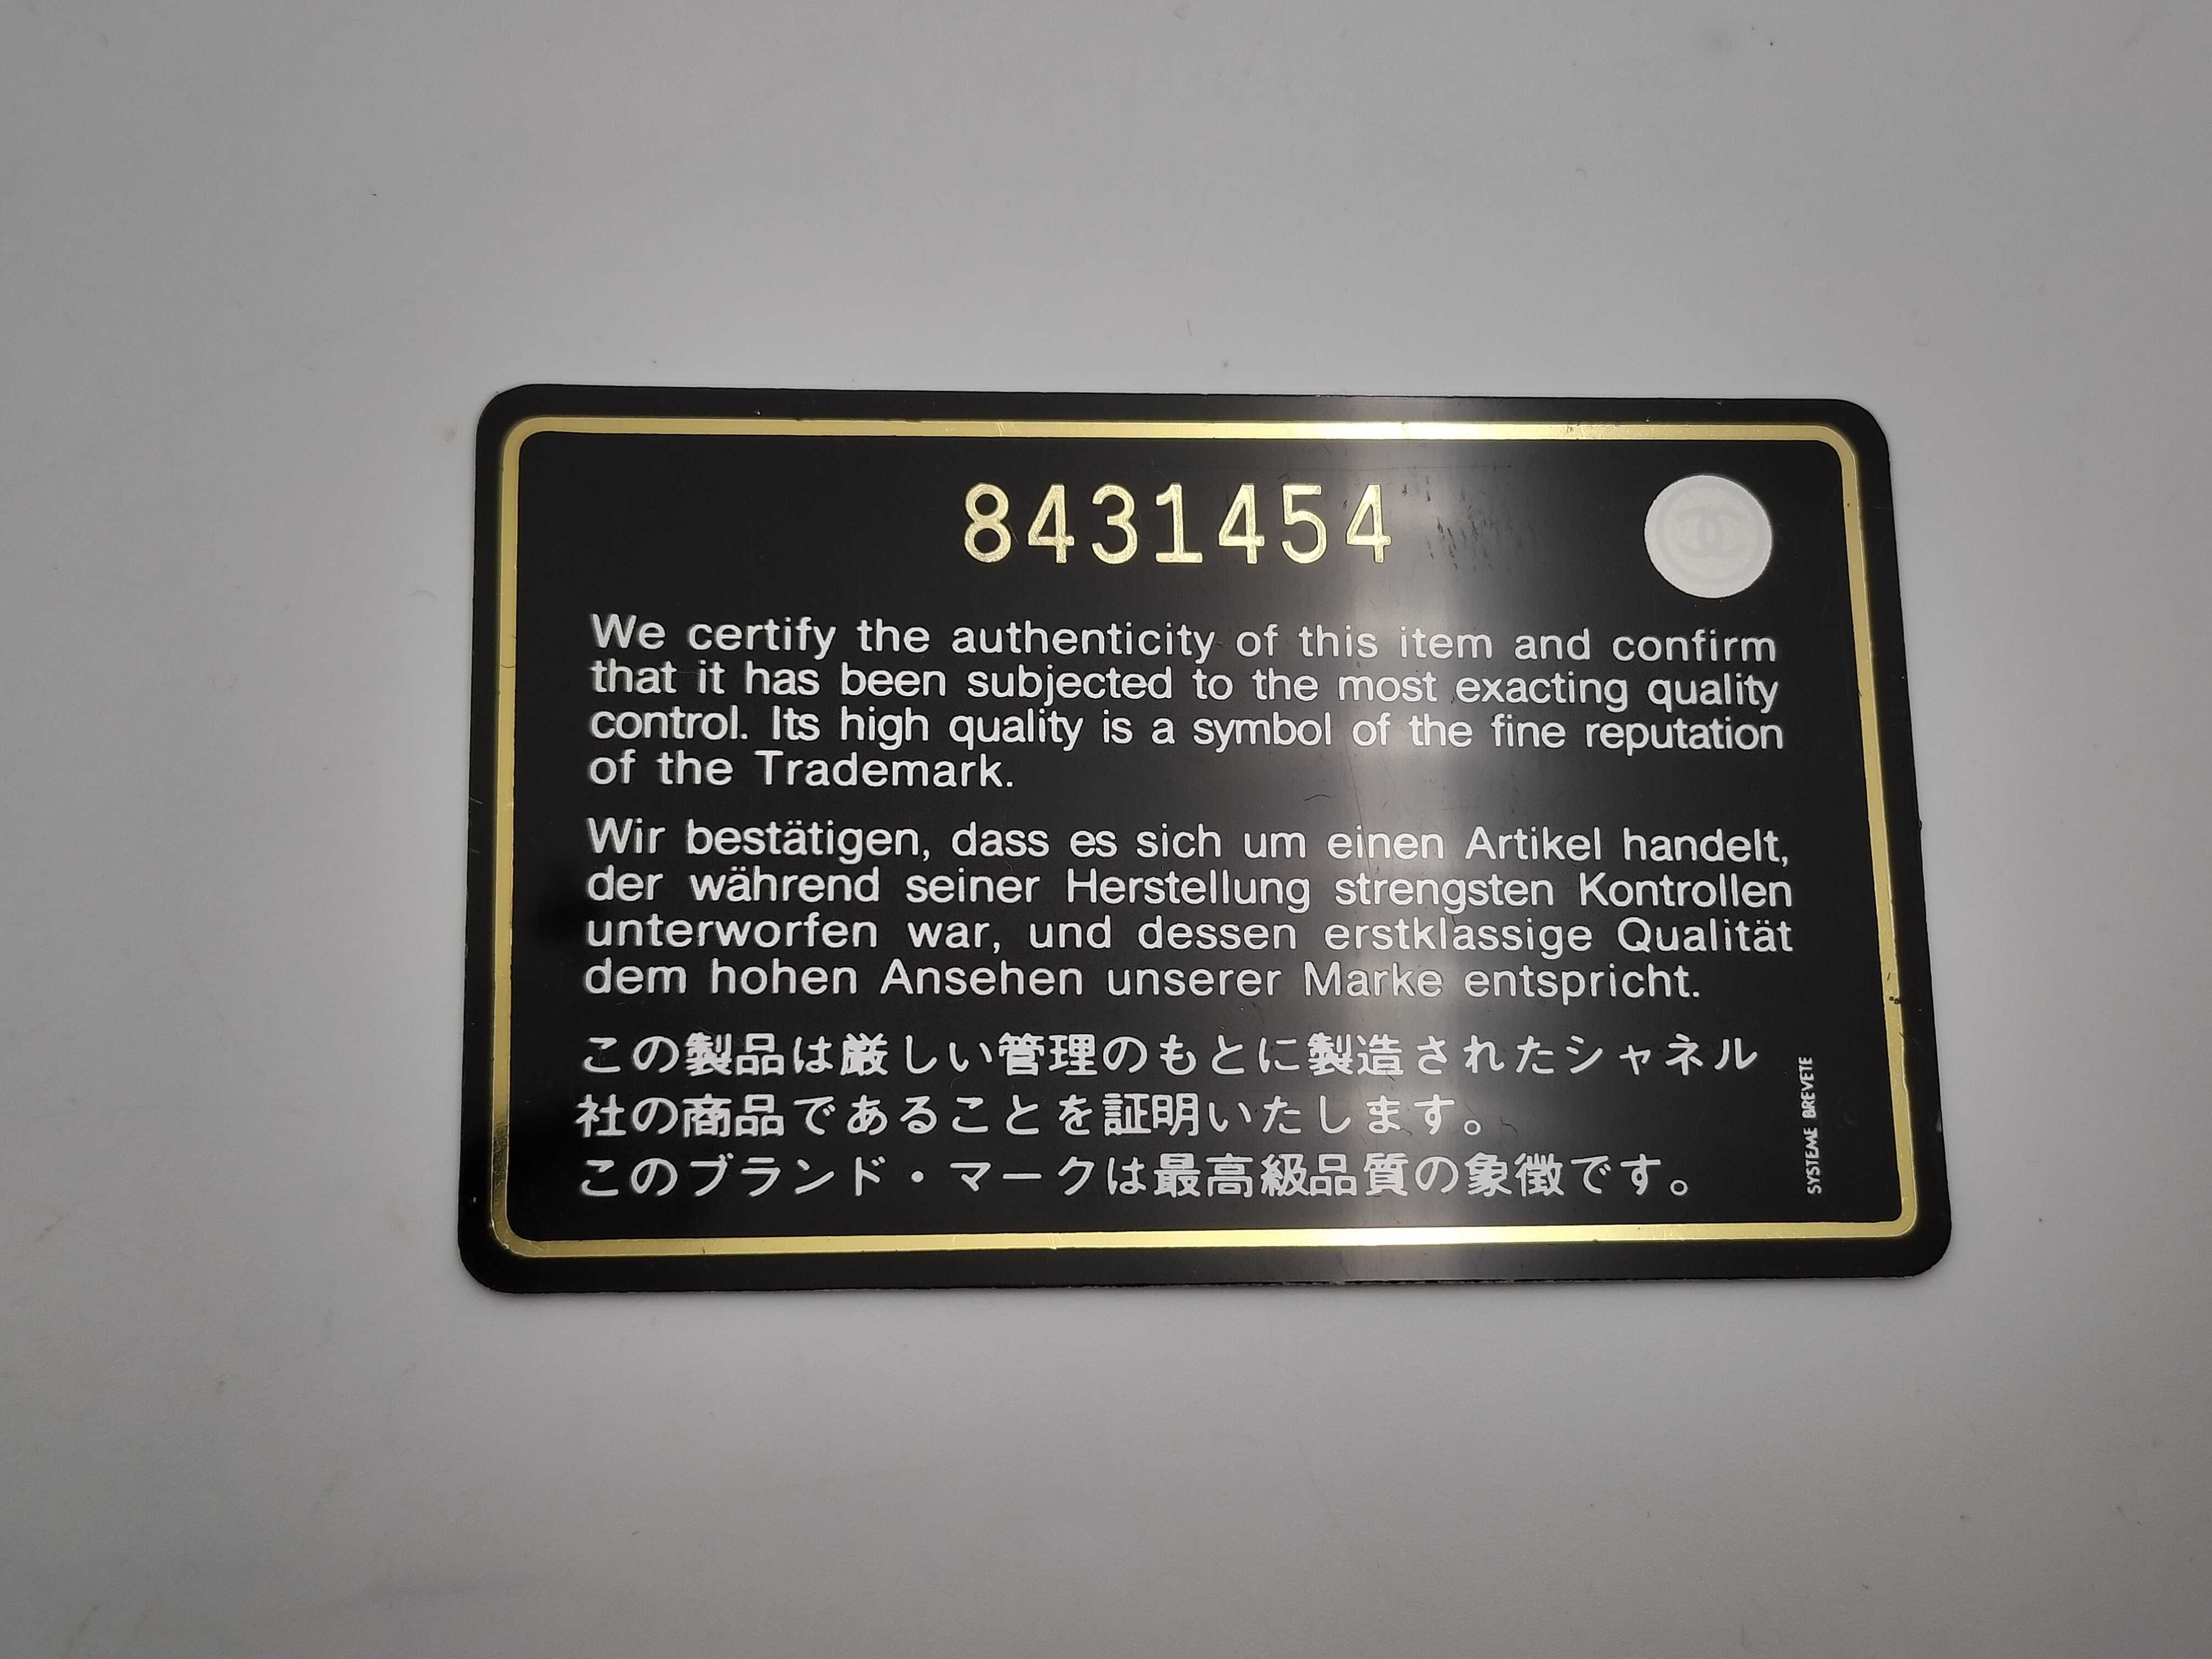 8431454
We certify the authenticity of this item and confirm
that it has been subjected to the most exacting quality
control. Its high quality is a symbol of the fine reputation
of the Trademark.
Wir bestätigen, dass es sich um einen Artikel handelt,
der während seiner Herstellung strengsten Kontrollen
unterworfen war, und dessen erstklassige Qualität
dem hohen Ansehen unserer Marke entspricht.
この製品は厳しい管理のもとに製造されたシャネル
社の商品であることを証明いたします。
このブランド・マークは最高級品質の象徴です。
SYSTEME BREVETE